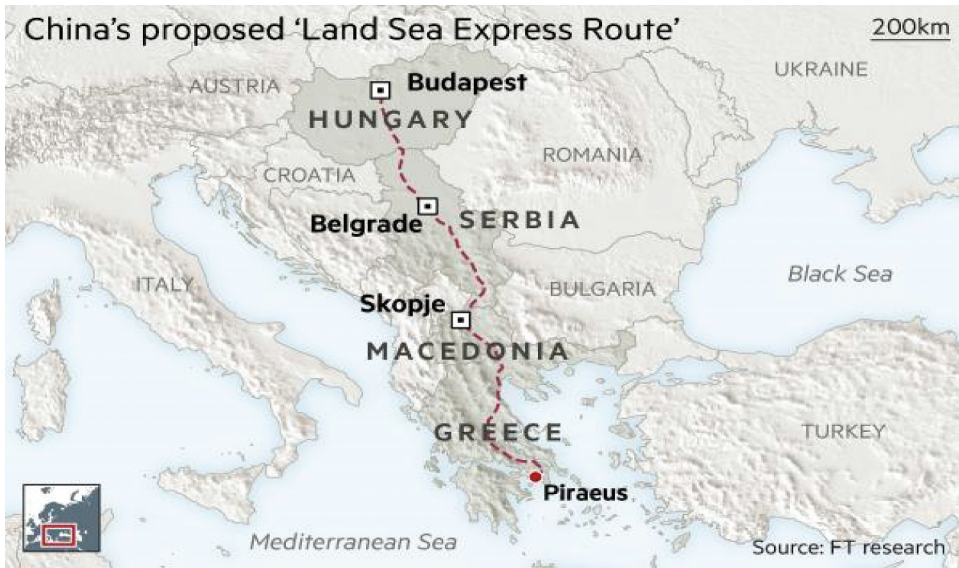 China's proposed 'Land Sea Express Route'
200km
UKRAINE
AUSTRIA
Budapest
HUNGARY
ROMANIA
CROATIA
Belgrade
SERBIA
Black Sea
ITALY
BULGARIA
Skopje
MACEDONIA
GREECE
TURKEY
Piraeus
Mediterranean Sea
Source: FT research